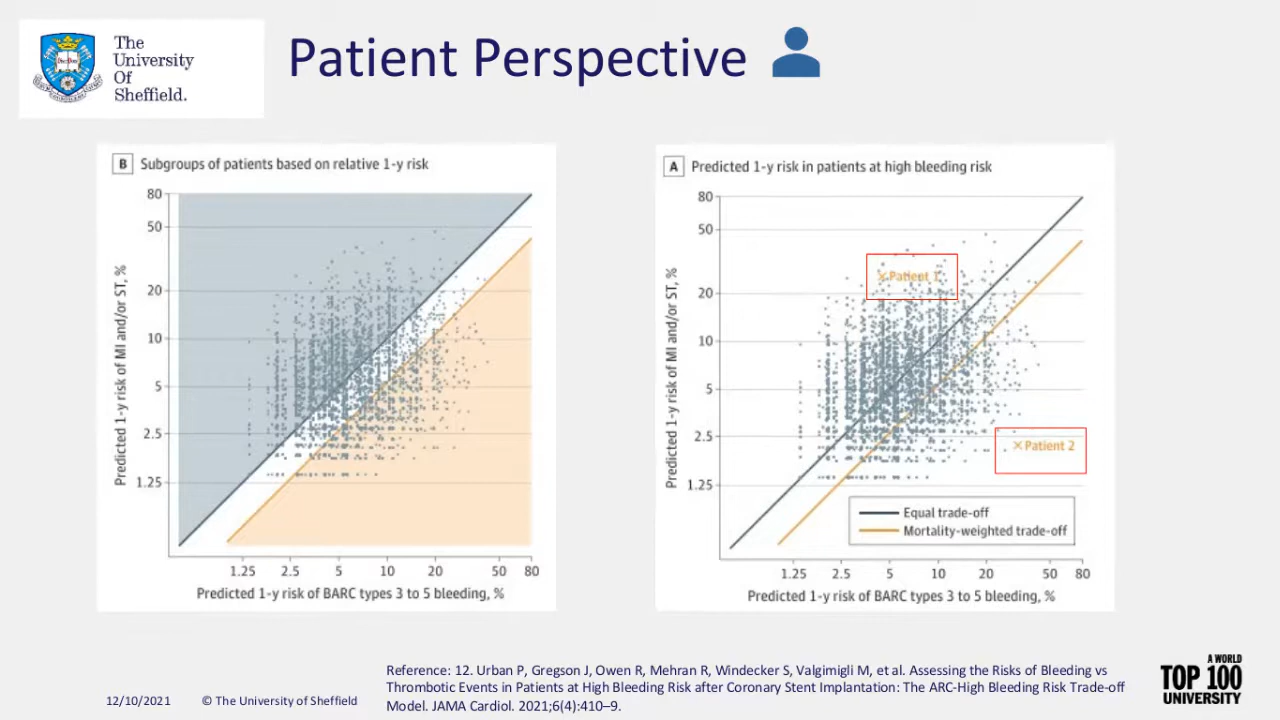 The
University
Of
Sheffield.
Patient Perspective
B Subgroups of patients based on relative 1-y risk
80
50
20
10
5
2.5
1.25
Predicted 1-y risk of MI and/or ST, %
1.25 2.5 5 10 20 50 80
Predicted 1-y risk of BARC types 3 to 5 bleeding, %
A Predicted 1-y risk in patients at high bleeding risk
80
50
20
10
5
2.5
1.25
Predicted 1-y risk of MI and/or ST, %
×Patient 1
×Patient 2
Equal trade-off
Mortality-weighted trade-off
1.25 2.5 5 10 20 50 80
Predicted 1-y risk of BARC types 3 to 5 bleeding, %
Reference: 12. Urban P, Gregson J, Owen R, Mehran R, Windecker S, Valgimigli M, et al. Assessing the Risks of Bleeding vs
Thrombotic Events in Patients at High Bleeding Risk after Coronary Stent Implantation: The ARC-High Bleeding Risk Trade-off
Model. JAMA Cardiol. 2021;6(4):410–9.
12/10/2021 © The University of Sheffield
A WORLD
TOP 100
UNIVERSITY